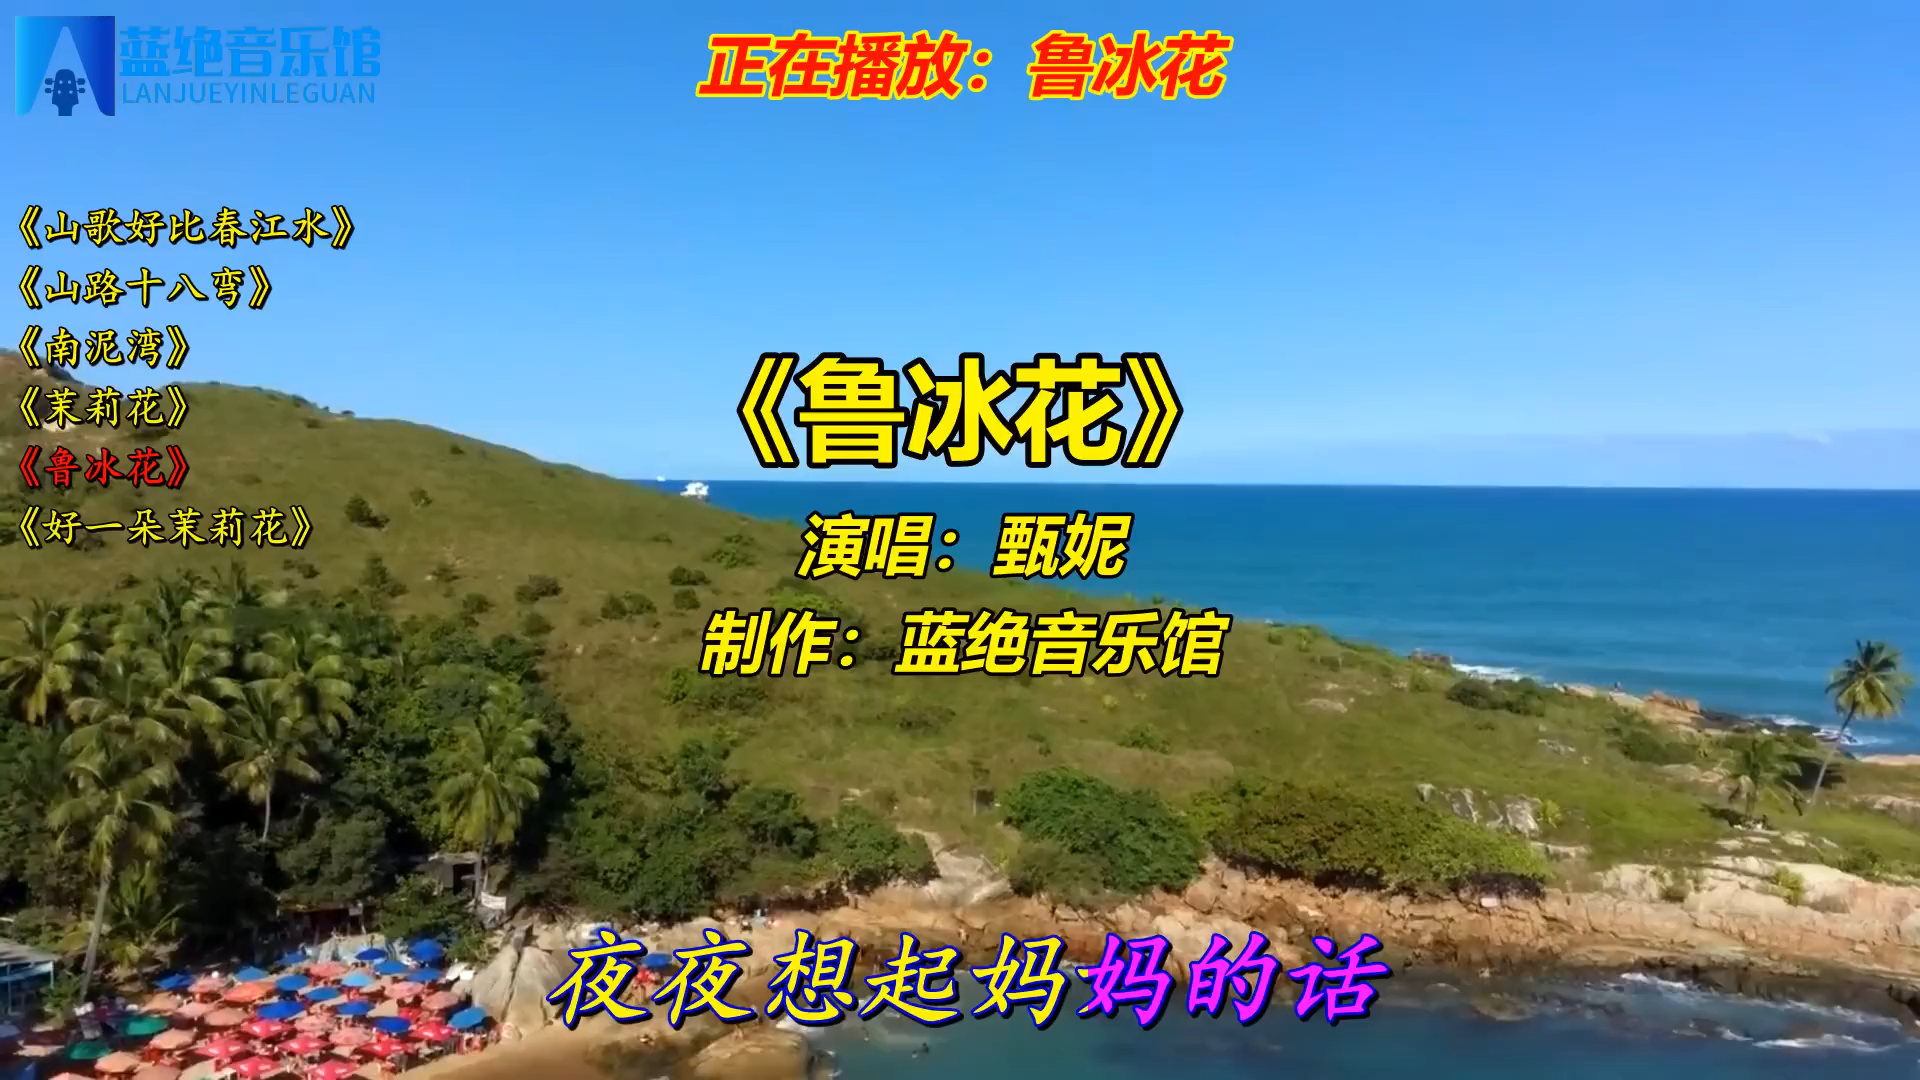 蓝绝音乐馆
LANJUEYINLEGUAN
正在播放：鲁冰花
《山歌好比春江水》
《山路十八弯》
《南泥湾》
《茉莉花》
《鲁冰花》
《好一朵茉莉花》
《鲁冰花》
演唱：甄妮
制作：蓝绝音乐馆
夜夜想起妈妈的话